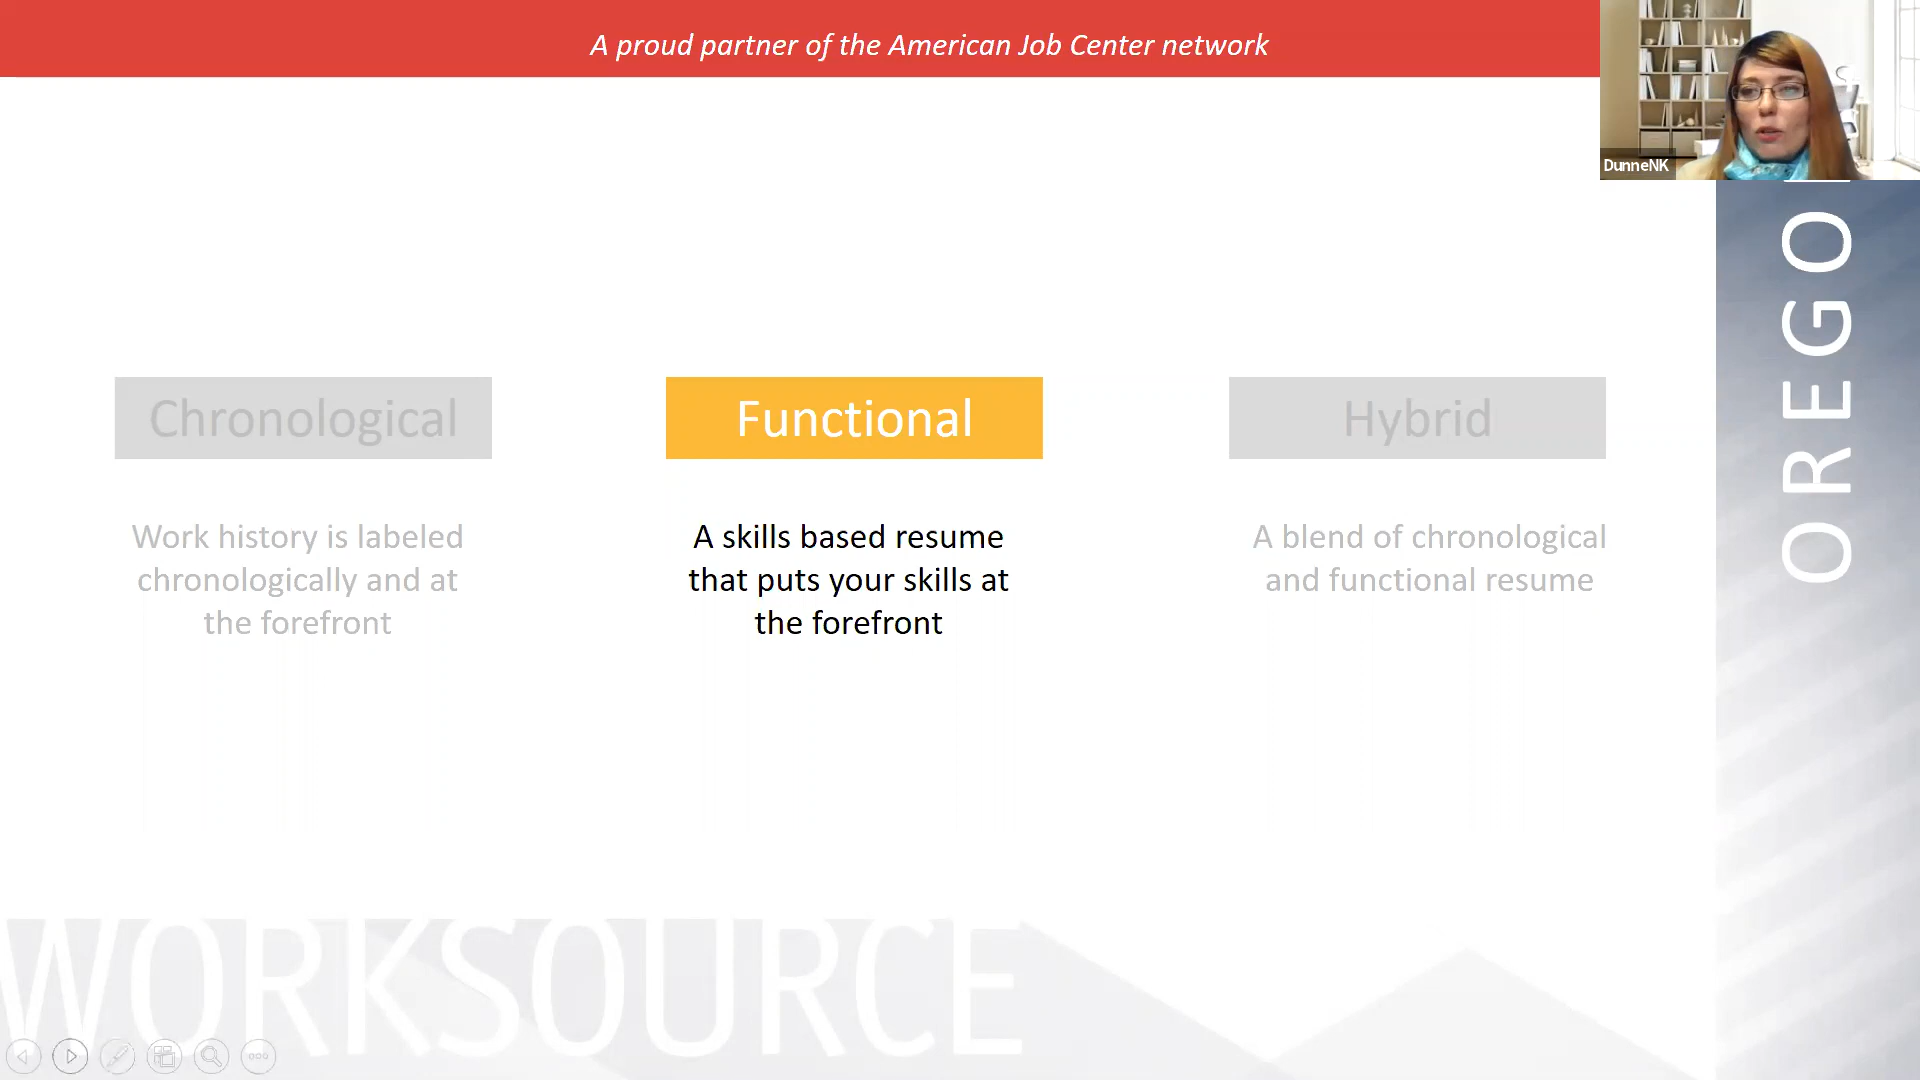 A proud partner of the American Job Center network
DunneNK
OREGO
Chronological
Work history is labeled
chronologically and at
the forefront
Functional
A skills based resume
that puts your skills at
the forefront
Hybrid
A blend of chronological
and functional resume
WORKSOURCE